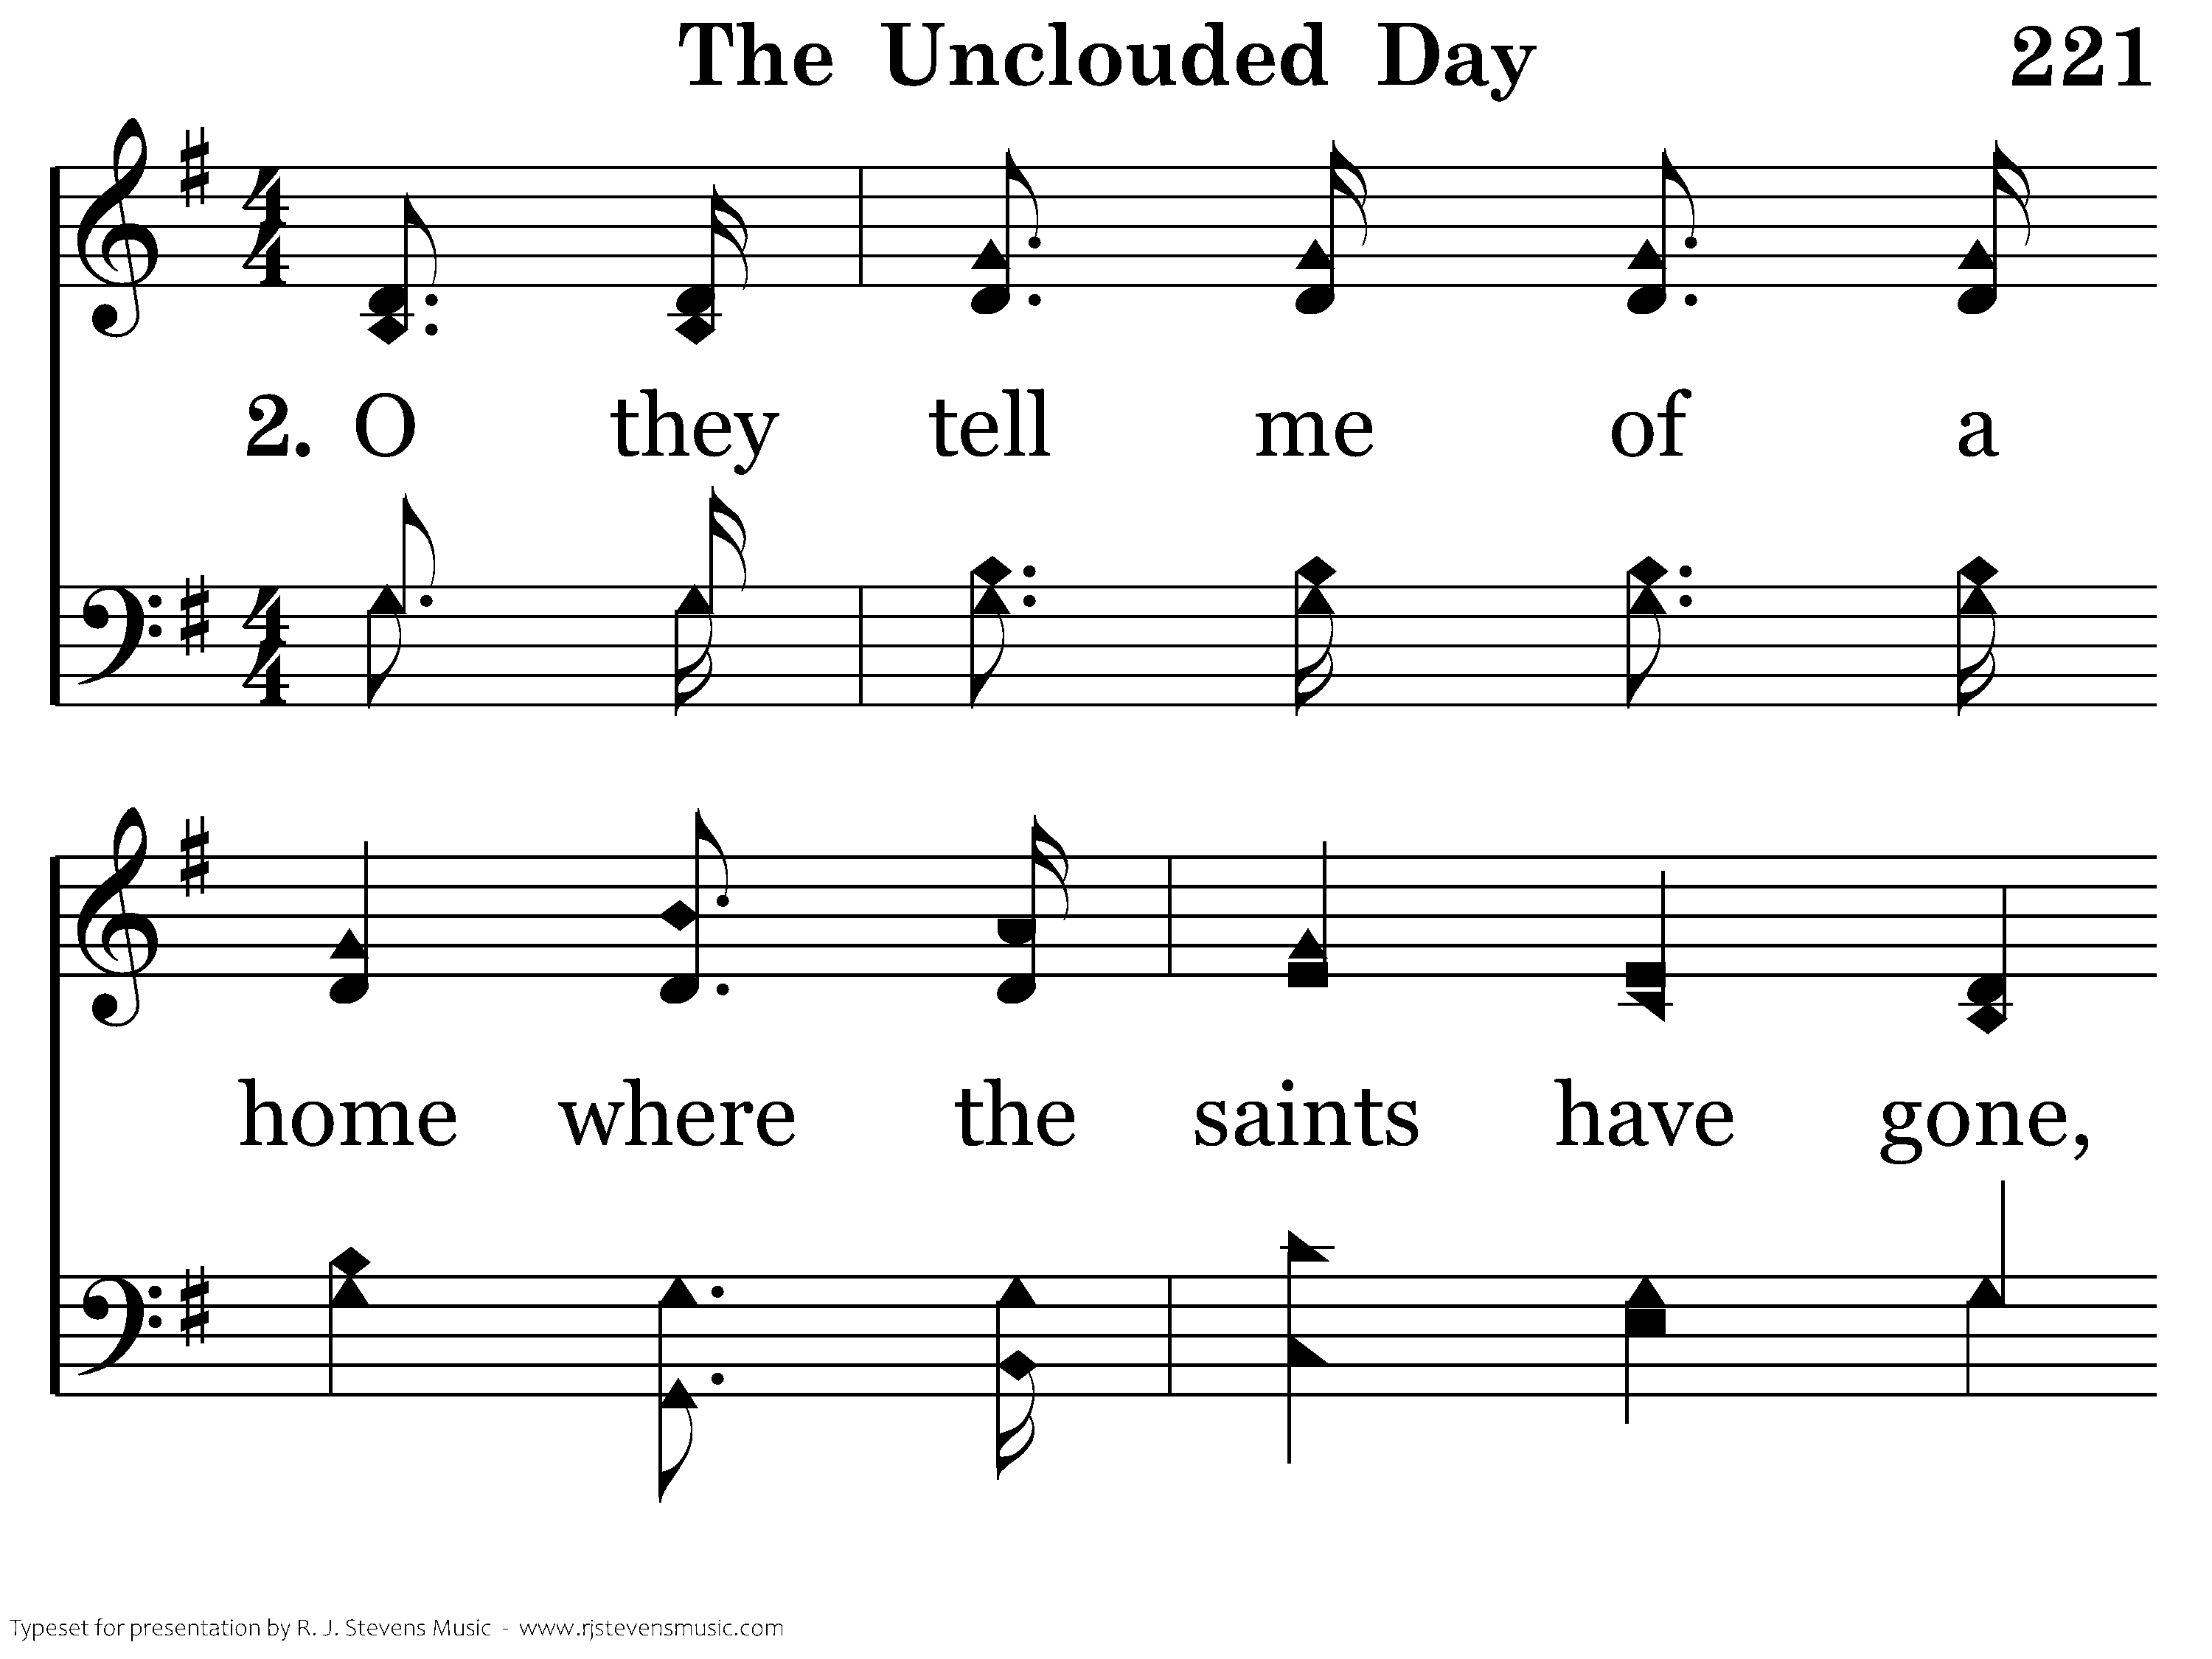 The Unclouded Day 221
2. O they tell me of a
home where the saints have gone,
Typeset for presentation by R. J. Stevens Music - www.rjstevensmusic.com